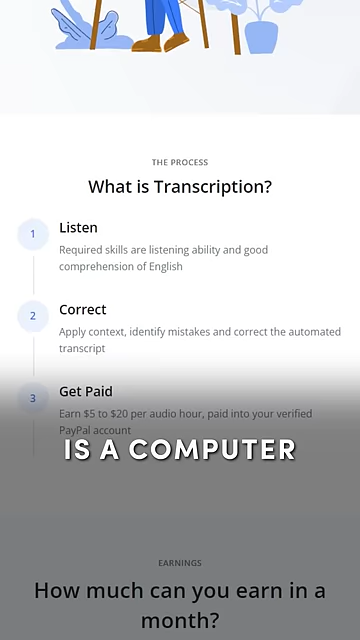 THE PROCESS
What is Transcription?
1
Listen
Required skills are listening ability and good
comprehension of English
2
Correct
Apply context, identify mistakes and correct the automated
transcript
3
Get Paid
Earn $5 to $20 per audio hour, paid into your verified
PayPal account
IS A COMPUTER
EARNINGS
How much can you earn in a
month?